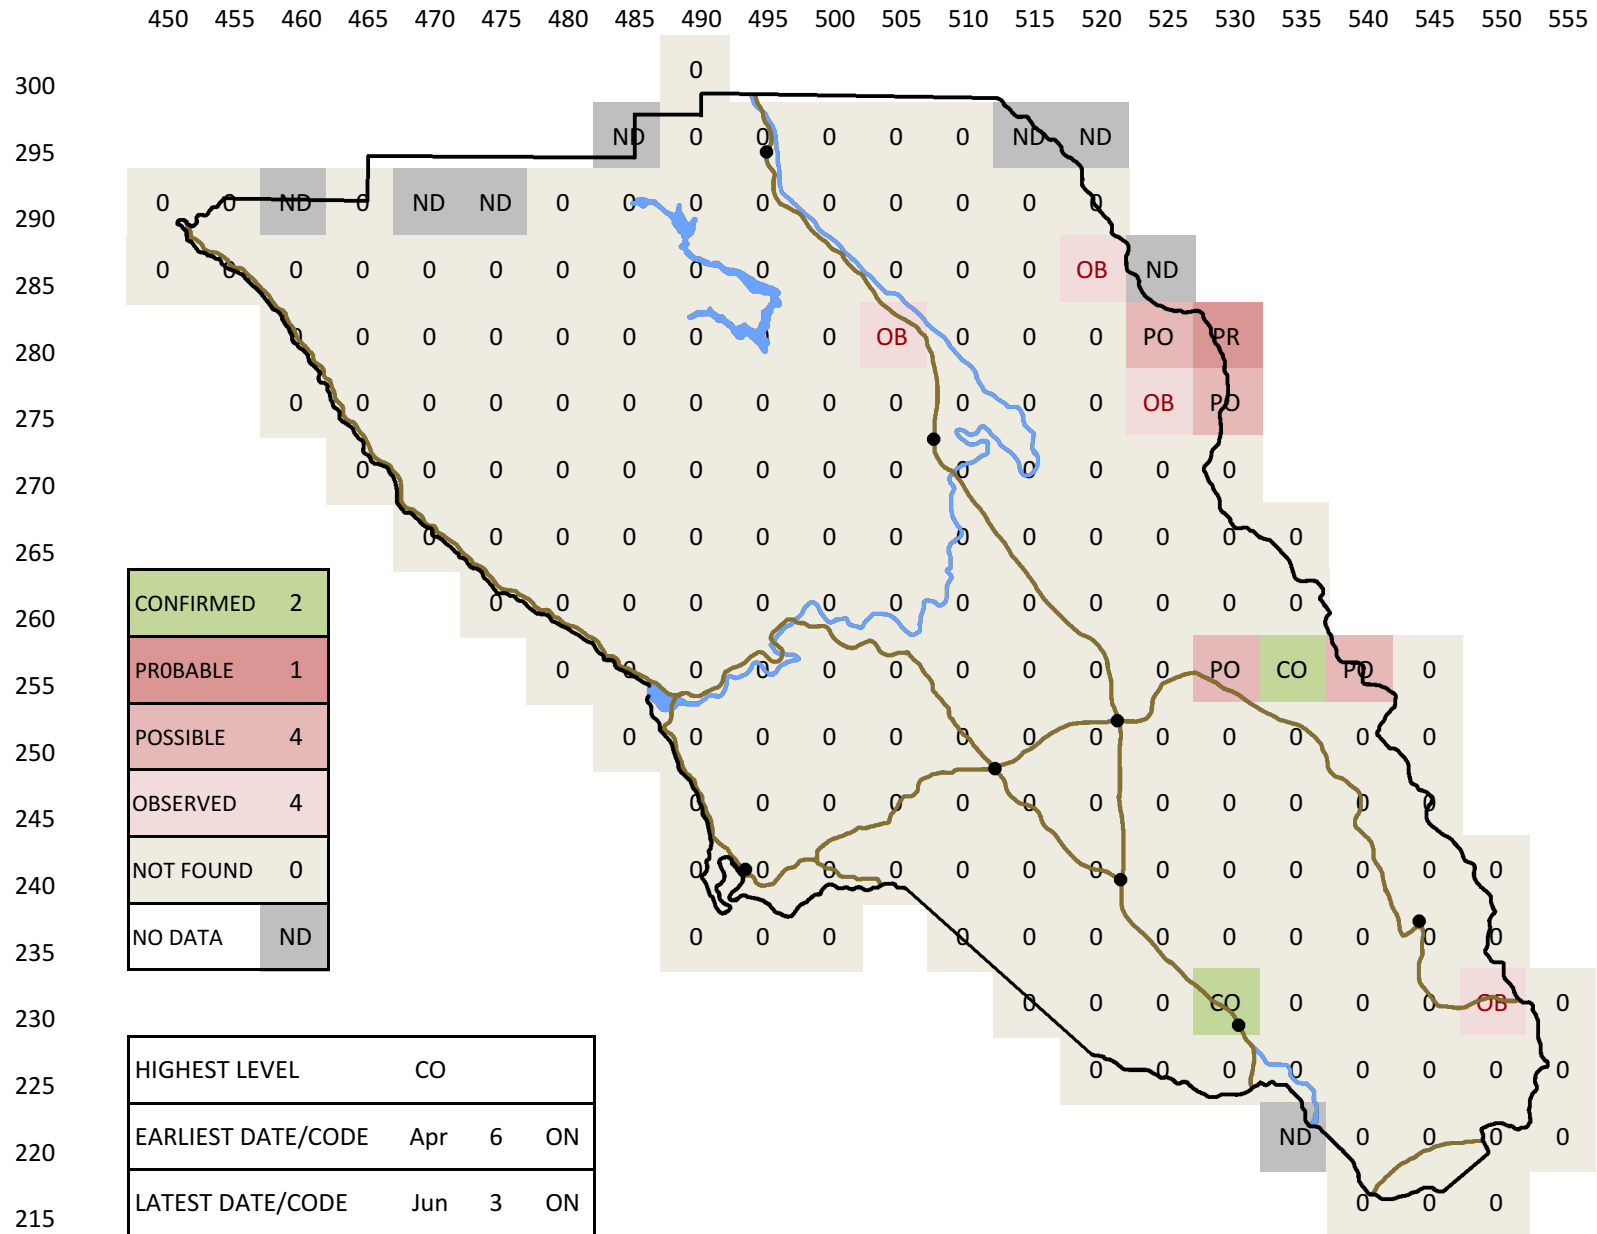 450 455 460 465 470 475 480 485 490 495 500 505 510 515 520 525 530 535 540 545 550 555
300 0
295 ND 0 0 0 0 0 ND ND
290 0 0 ND 0 ND ND 0 0 0 0 0 0 0 0 0
285 0 0 0 0 0 0 0 0 0 0 0 0 0 0 OB ND
280 0 0 0 0 0 0 0 0 0 OB 0 0 0 PO PR
275 0 0 0 0 0 0 0 0 0 0 0 0 0 OB PO
270 0 0 0 0 0 0 0 0 0 0 0 0 0 0
265 0 0 0 0 0 0 0 0 0 0 0 0 0 0
260 CONFIRMED 2 0 0 0 0 0 0 0 0 0 0 0 0 0
255 PR0BABLE 1 0 0 0 0 0 0 0 0 0 0 PO CO PO 0
250 POSSIBLE 4 0 0 0 0 0 0 0 0 0 0 0 0 0
245 OBSERVED 4 0 0 0 0 0 0 0 0 0 0 0 0
240 NOT FOUND 0 0 0 0 0 0 0 0 0 0 0 0 0 0
235 NO DATA ND 0 0 0 0 0 0 0 0 0 0 0 0
230 0 0 0 CO 0 0 0 OB 0
225 HIGHEST LEVEL CO 0 0 0 0 0 0 0
220 EARLIEST DATE/CODE Apr 6 ON ND 0 0 0 0
215 LATEST DATE/CODE Jun 3 ON 0 0 0